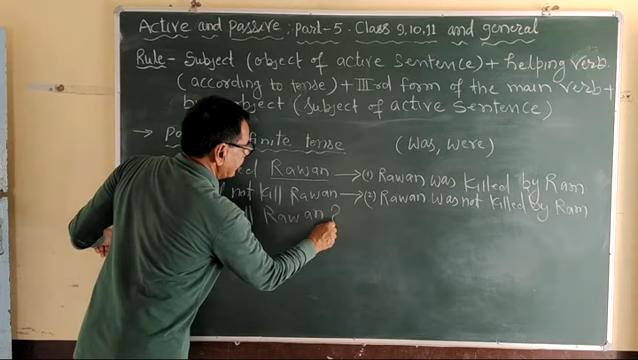 Active and passive : Part-5. Class 9,10,11 and general
Rule - Subject (object of active Sentence) + helping verb
(according to tense) + IIIrd form of the main verb +
object (Subject of active Sentence)
→ finite tense (was, were)
Rawan → (1) Rawan was killed by Ram
not kill Rawan → (2) Rawan was not killed by Ram
Rawan ?